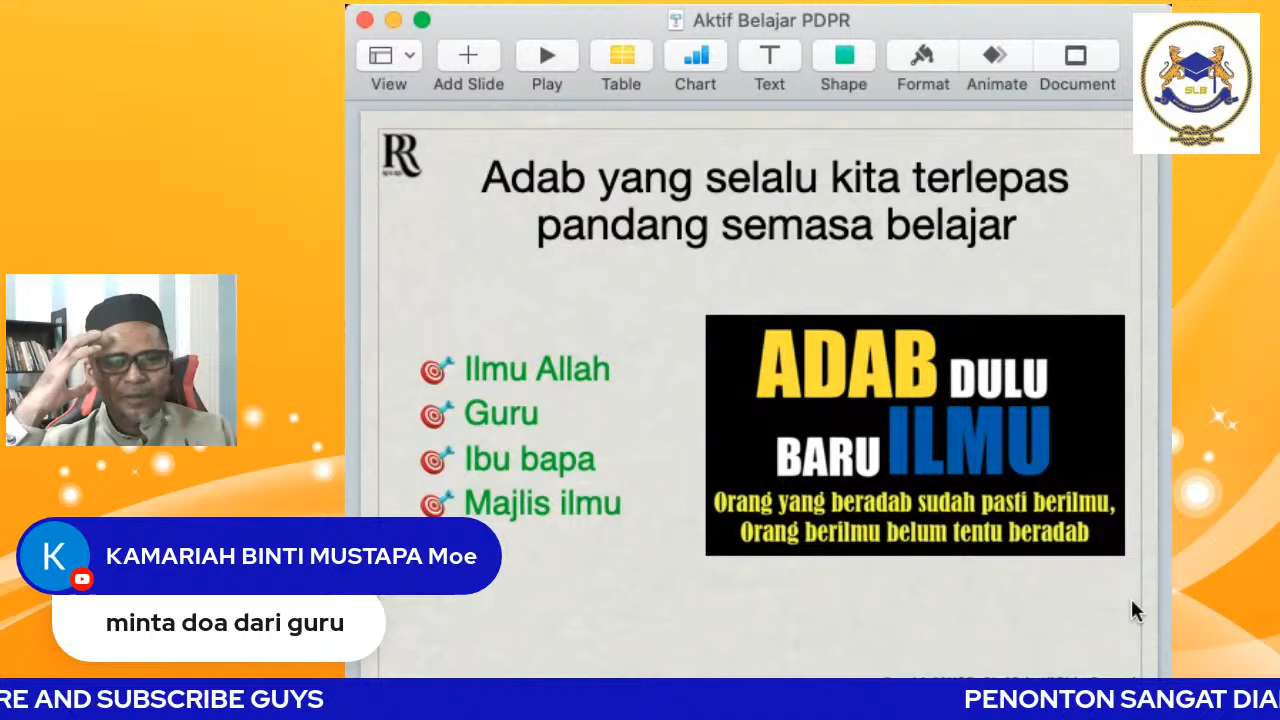 Aktif Belajar PDPR
View
Add Slide
Play
Table
Chart
Text
Shape
Format
Animate
Document
SLB
RR
Adab yang selalu kita terlepas
pandang semasa belajar
Ilmu Allah
Guru
Ibu bapa
Majlis ilmu
ADAB DULU
BARU ILMU
Orang yang beradab sudah pasti berilmu,
Orang berilmu belum tentu beradab
K
KAMARIAH BINTI MUSTAPA Moe
minta doa dari guru
RE AND SUBSCRIBE GUYS
PENONTON SANGAT DIA